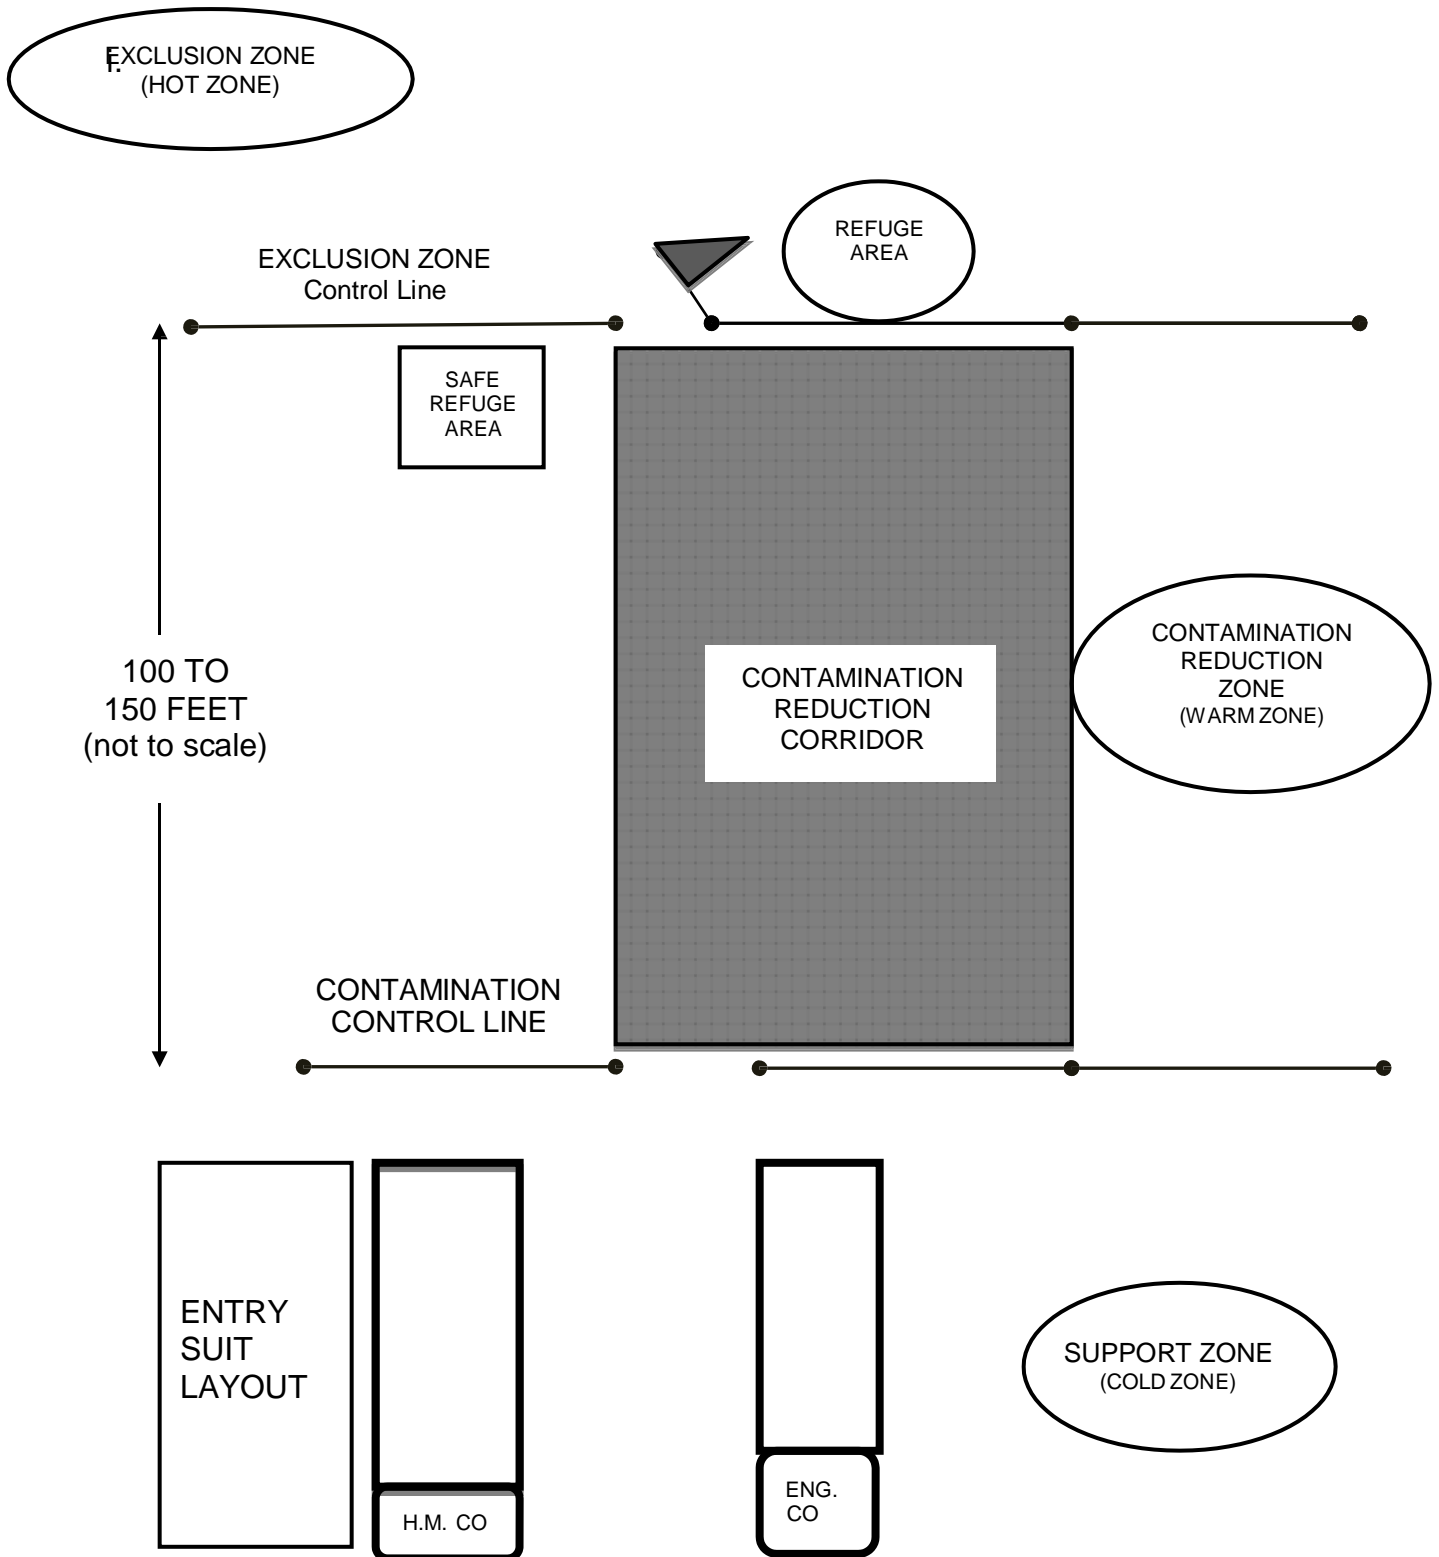 I.
EXCLUSION ZONE
(HOT ZONE)
REFUGE
AREA
EXCLUSION ZONE
Control Line
SAFE
REFUGE
AREA
100 TO
150 FEET
(not to scale)
CONTAMINATION
REDUCTION
CORRIDOR
CONTAMINATION
REDUCTION
ZONE
(WARM ZONE)
CONTAMINATION
CONTROL LINE
ENTRY
SUIT
LAYOUT
H.M. CO
ENG.
CO
SUPPORT ZONE
(COLD ZONE)